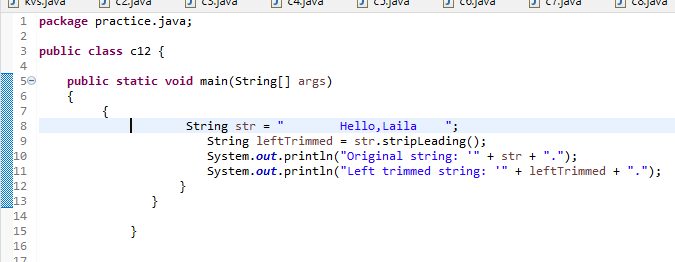 kvs.java c2.java c3.java c4.java c5.java c6.java c7.java c8.java
1 package practice.java;
2
3 public class c12 {
4
5 public static void main(String[] args)
6 {
7 {
8 String str = "        Hello,Laila    ";
9 String leftTrimmed = str.stripLeading();
10 System.out.println("Original string: '" + str + ".");
11 System.out.println("Left trimmed string: '" + leftTrimmed + ".");
12 }
13 }
14
15 }
16
17